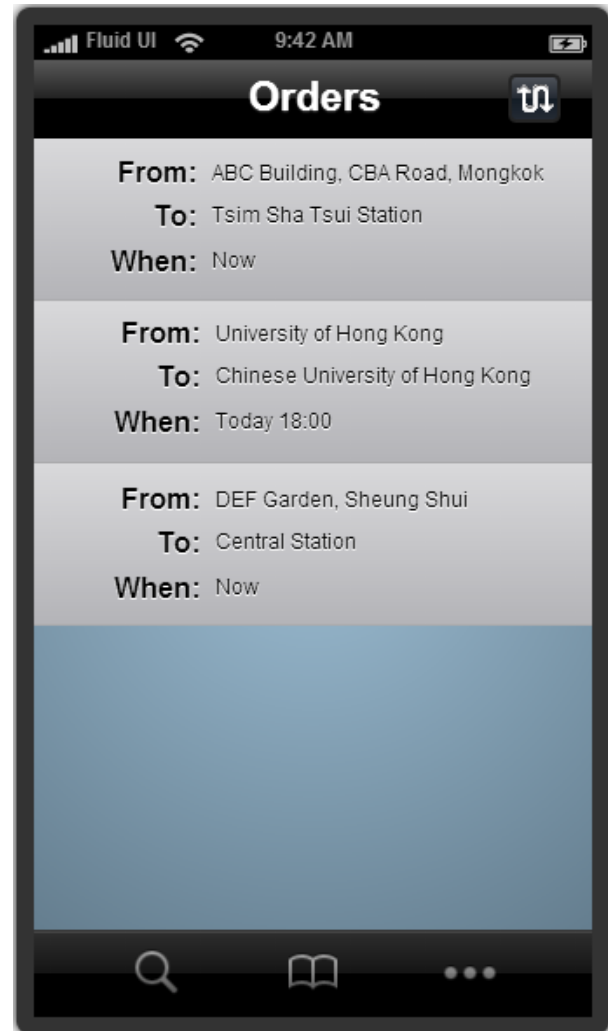 Fluid UI 9:42 AM
Orders
From: ABC Building, CBA Road, Mongkok
To: Tsim Sha Tsui Station
When: Now
From: University of Hong Kong
To: Chinese University of Hong Kong
When: Today 18:00
From: DEF Garden, Sheung Shui
To: Central Station
When: Now